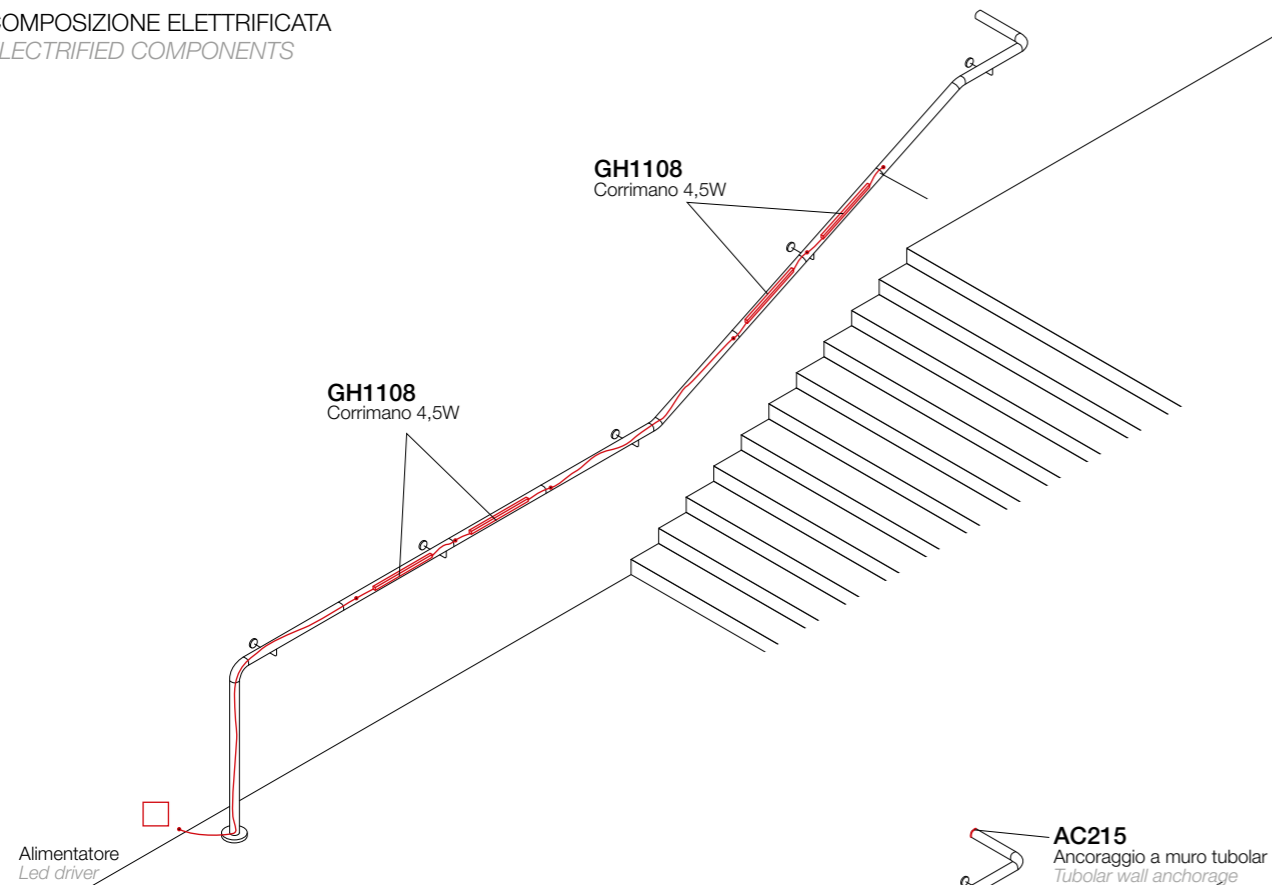 COMPOSIZIONE ELETTRIFICATA
ELECTRIFIED COMPONENTS
GH1108
Corrimano 4,5W
GH1108
Corrimano 4,5W
Alimentatore
Led driver
AC215
Ancoraggio a muro tubolar
Tubolar wall anchorage